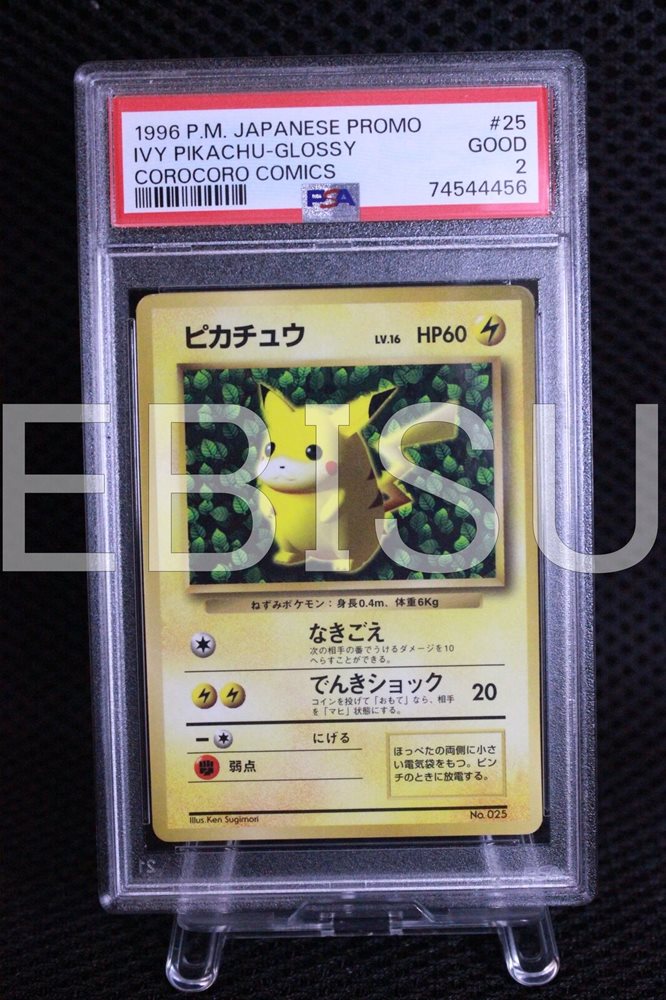 1996 P.M. JAPANESE PROMO #25
IVY PIKACHU-GLOSSY GOOD
COROCORO COMICS 2
PSA 74544456
ピカチュウ LV.16 HP60
EBISU
ねずみポケモン：身長0.4m、体重6Kg
なきごえ
次の相手の番でうけるダメージを10
へらすことができる。
でんきショック 20
コインを投げて「おもて」なら、相手
を「マヒ」状態にする。
にげる
弱点
ほっぺたの両側に小さ
い電気袋をもつ。ピン
チのときに放電する。
Illus.Ken Sugimori No.025